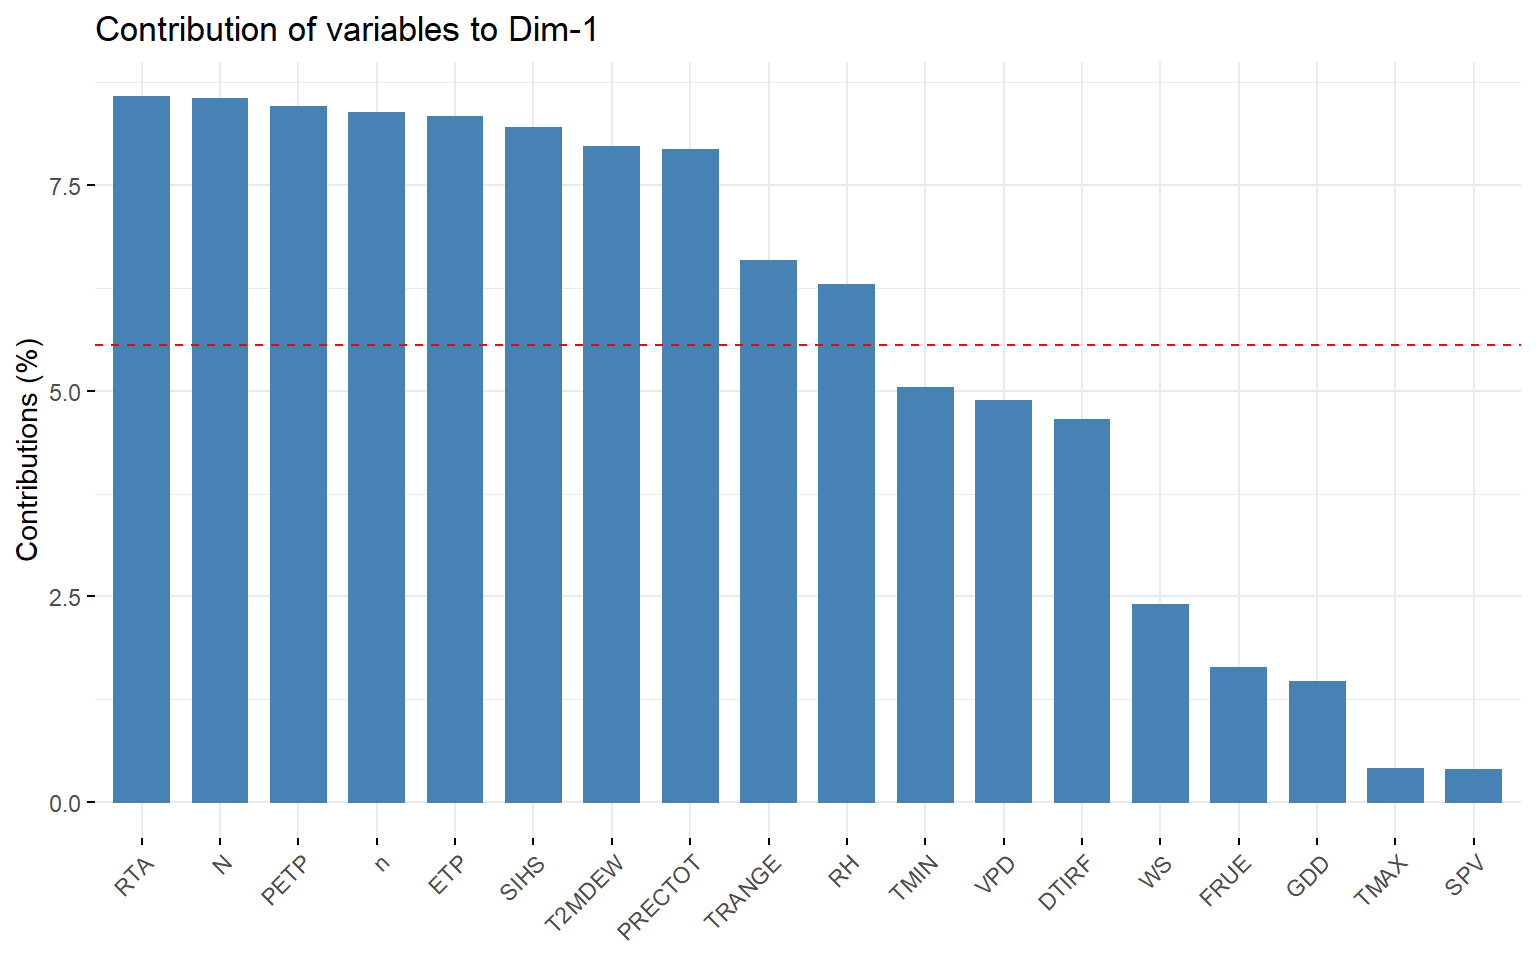 Contribution of variables to Dim-1
Contributions (%)
7.5
5.0
2.5
0.0
RTA
N
PETP
n
ETP
SIHS
T2MDEW
PRECTOT
TRANGE
RH
TMIN
VPD
DTIRF
WS
FRUE
GDD
TMAX
SPV